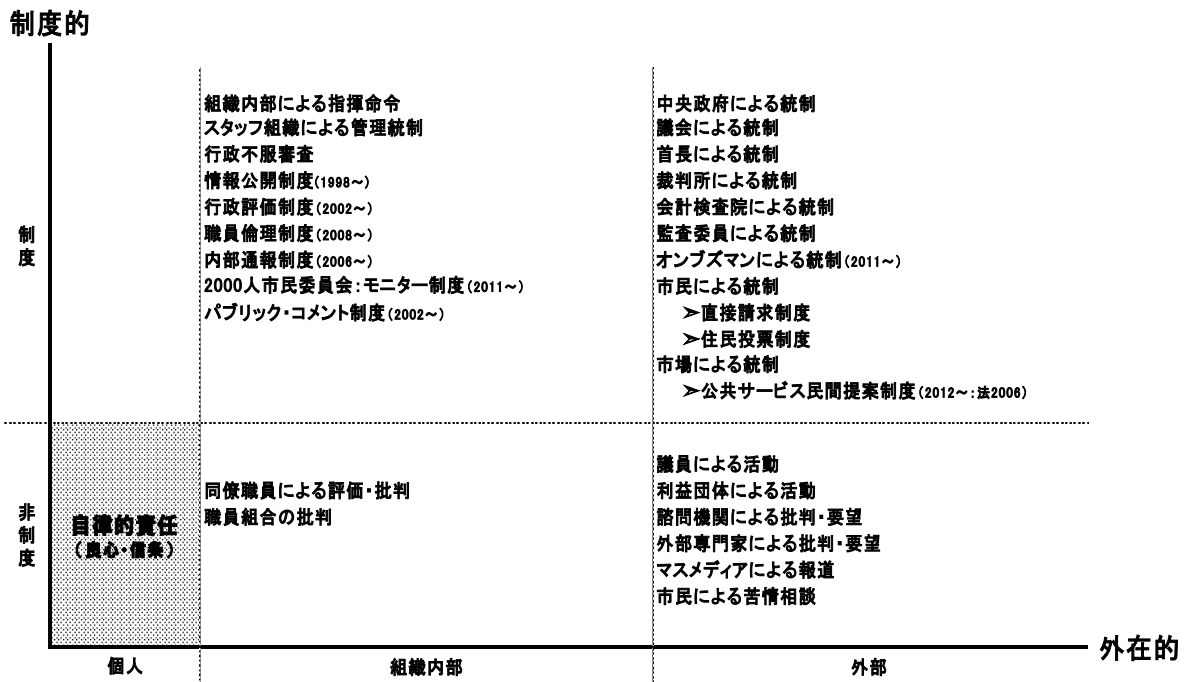 制度的
組織内部による指揮命令
スタッフ組織による管理統制
行政不服審査
情報公開制度(1998～)
行政評価制度(2002～)
職員倫理制度(2008～)
内部通報制度(2006～)
2000人市民委員会:モニター制度(2011～)
パブリック・コメント制度(2002～)
中央政府による統制
議会による統制
首長による統制
裁判所による統制
会計検査院による統制
監査委員による統制
オンブズマンによる統制(2011～)
市民による統制
➢直接請求制度
➢住民投票制度
市場による統制
➢公共サービス民間提案制度(2012～:法2006)
制度
自律的責任
(良心・信条)
同僚職員による評価・批判
職員組合の批判
議員による活動
利益団体による活動
諮問機関による批判・要望
外部専門家による批判・要望
マスメディアによる報道
市民による苦情相談
非制度
個人
組織内部
外部
外在的